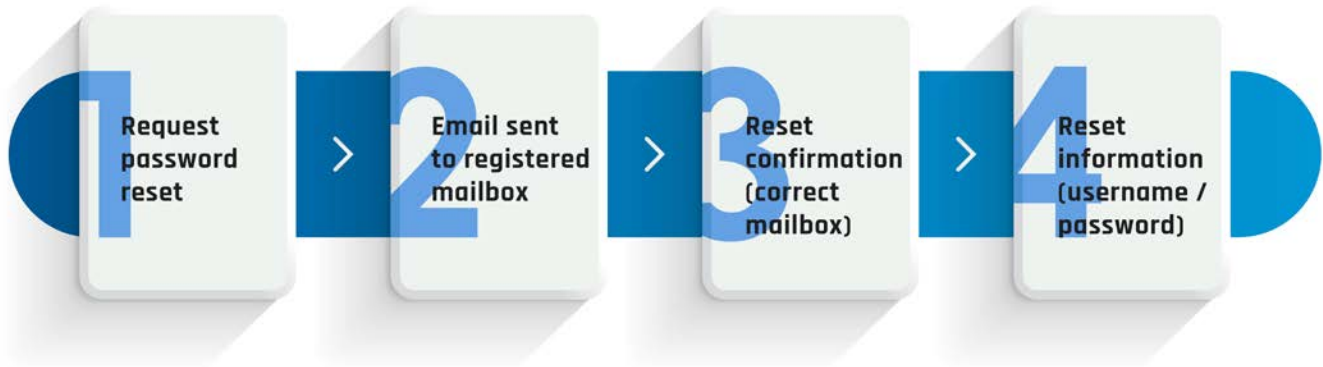 1
Request
password
reset
2
Email sent
to registered
mailbox
3
Reset
confirmation
(correct
mailbox)
4
Reset
information
(username /
password)